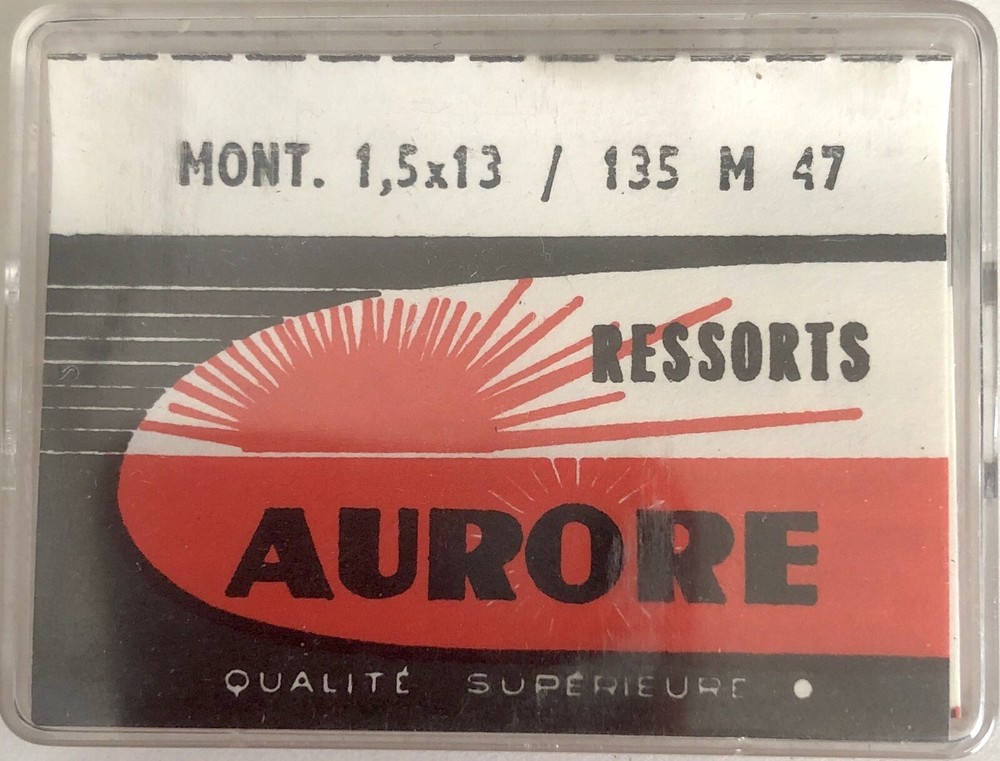 MONT. 1,5x13 / 135 M 47
RESSORTS
AURORE
QUALITÉ SUPÉRIEURE